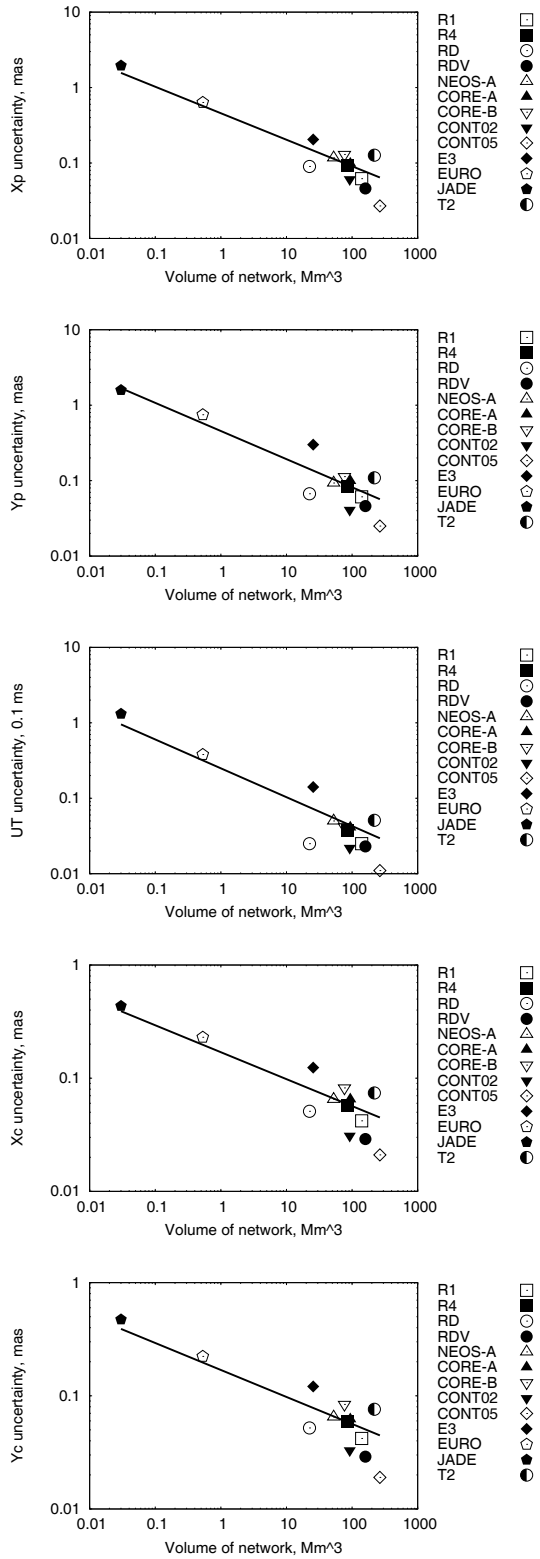 Xp uncertainty, mas
10
1
0.1
0.01
0.01 0.1 1 10 100 1000
Volume of network, Mm^3
R1
R4
RD
RDV
NEOS-A
CORE-A
CORE-B
CONT02
CONT05
E3
EURO
JADE
T2
Yp uncertainty, mas
10
1
0.1
0.01
0.01 0.1 1 10 100 1000
Volume of network, Mm^3
R1
R4
RD
RDV
NEOS-A
CORE-A
CORE-B
CONT02
CONT05
E3
EURO
JADE
T2
UT uncertainty, 0.1 ms
10
1
0.1
0.01
0.01 0.1 1 10 100 1000
Volume of network, Mm^3
R1
R4
RD
RDV
NEOS-A
CORE-A
CORE-B
CONT02
CONT05
E3
EURO
JADE
T2
Xc uncertainty, mas
1
0.1
0.01
0.01 0.1 1 10 100 1000
Volume of network, Mm^3
R1
R4
RD
RDV
NEOS-A
CORE-A
CORE-B
CONT02
CONT05
E3
EURO
JADE
T2
Yc uncertainty, mas
1
0.1
0.01
0.01 0.1 1 10 100 1000
Volume of network, Mm^3
R1
R4
RD
RDV
NEOS-A
CORE-A
CORE-B
CONT02
CONT05
E3
EURO
JADE
T2